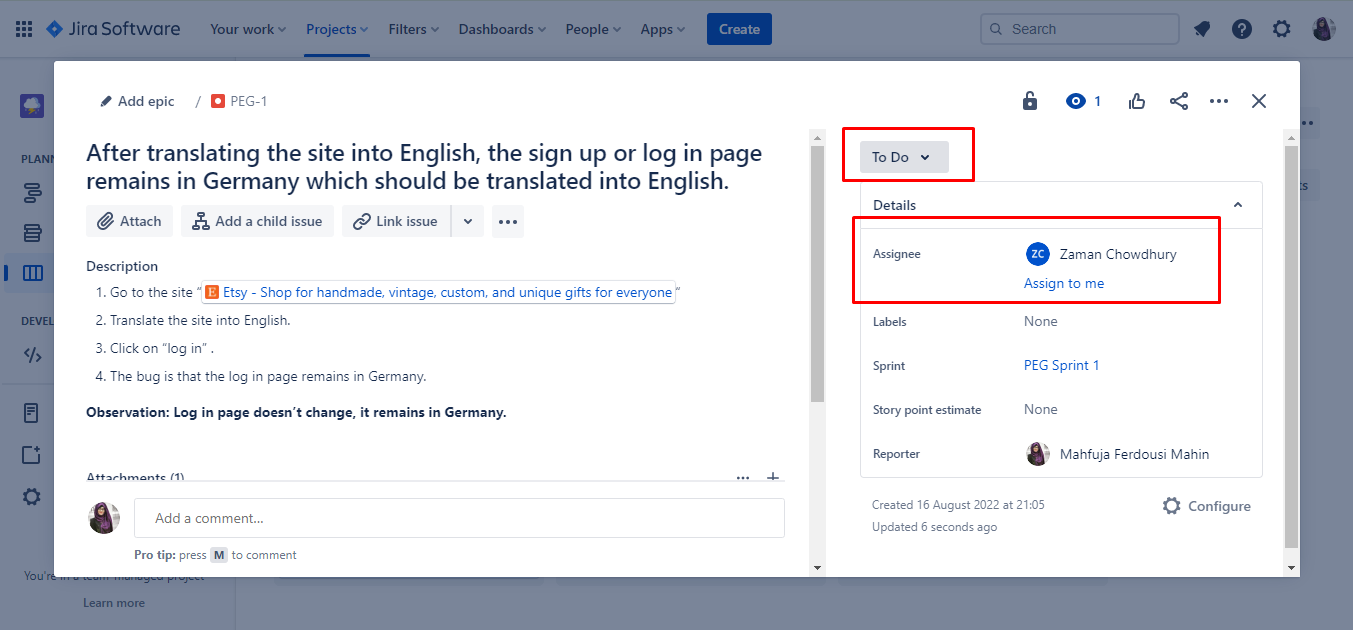 Jira Software Your work Projects Filters Dashboards People Apps Create Search
Add epic / PEG-1 1
After translating the site into English, the sign up or log in page
remains in Germany which should be translated into English.
Attach Add a child issue Link issue
Description
1. Go to the site “ Etsy - Shop for handmade, vintage, custom, and unique gifts for everyone “
2. Translate the site into English.
3. Click on “log in” .
4. The bug is that the log in page remains in Germany.
Observation: Log in page doesn’t change, it remains in Germany.
Attachments (1)
Add a comment...
Pro tip: press M to comment
To Do
Details
Assignee ZC Zaman Chowdhury
Assign to me
Labels None
Sprint PEG Sprint 1
Story point estimate None
Reporter Mahfuja Ferdousi Mahin
Created 16 August 2022 at 21:05 Configure
Updated 6 seconds ago
PLANN
DEVEL
You're in a team-managed project
Learn more